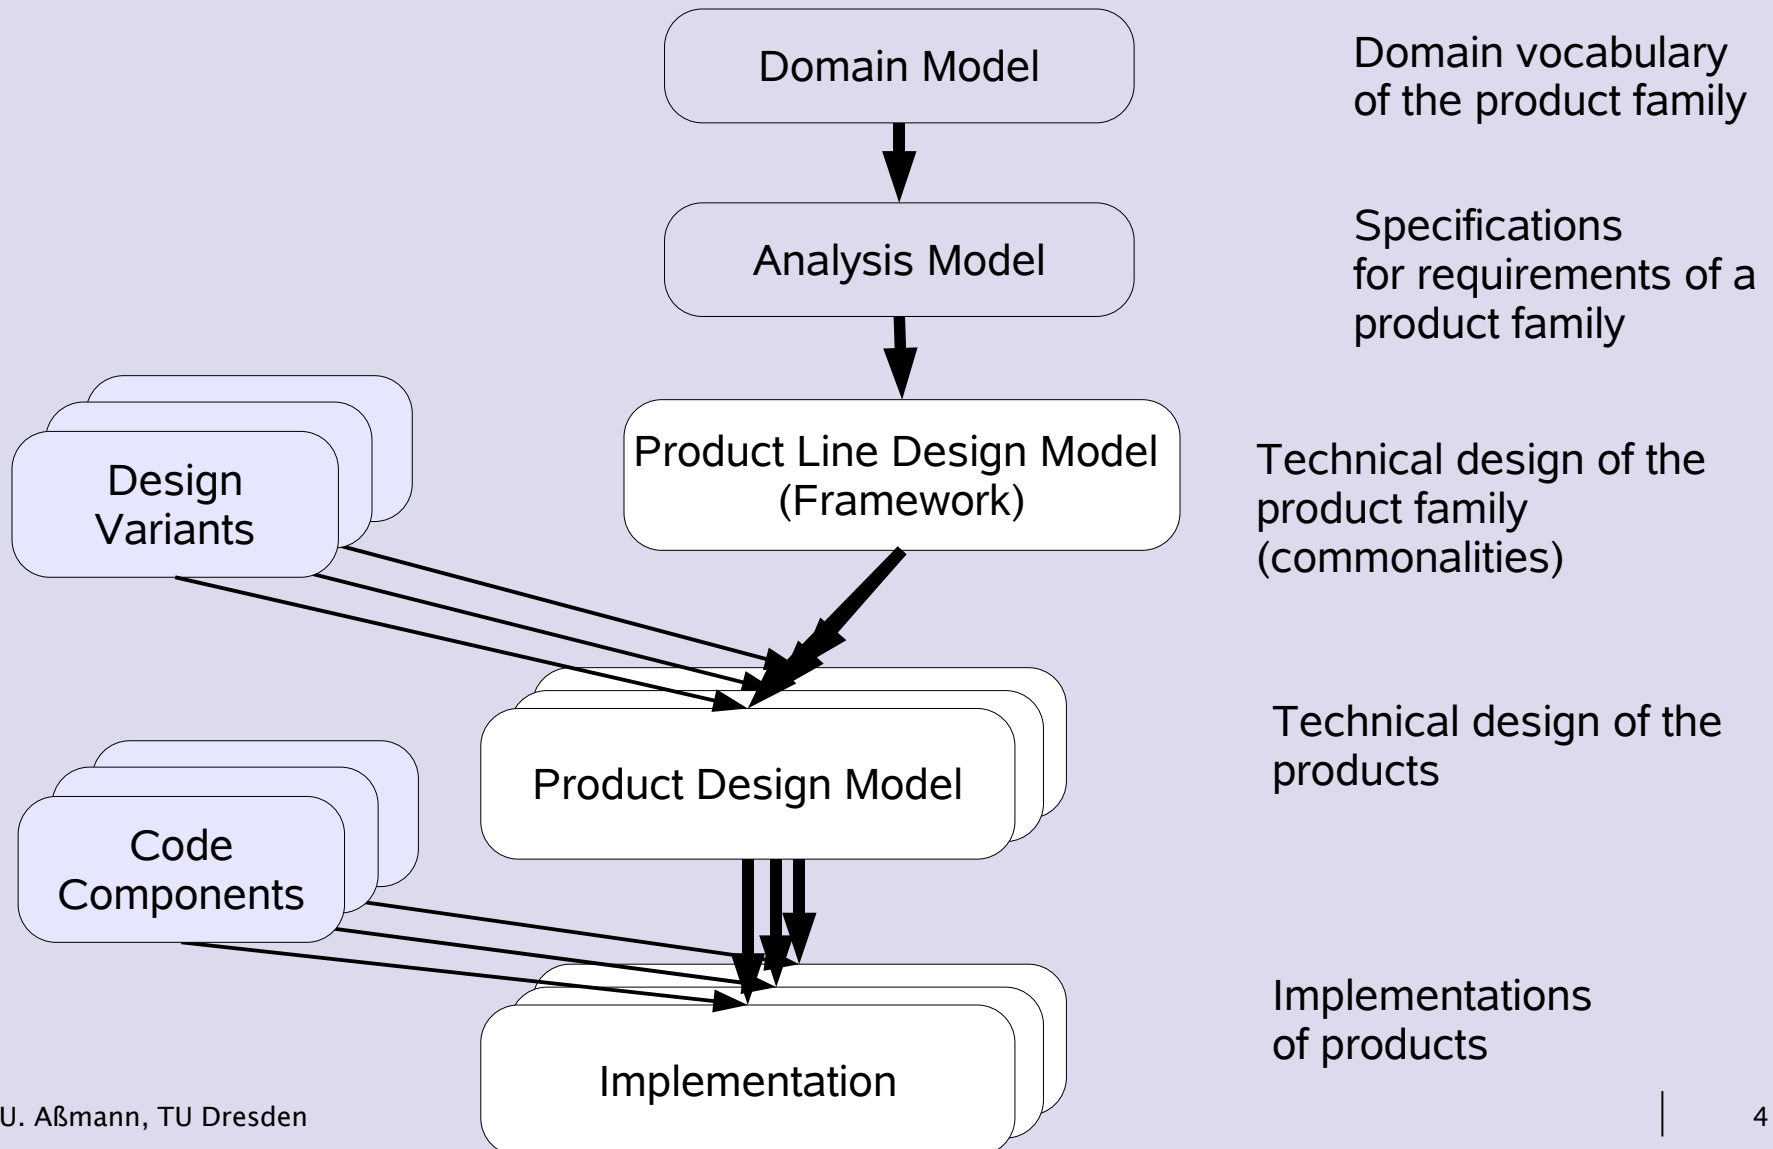 Domain Model
Domain vocabulary
of the product family
Analysis Model
Specifications
for requirements of a
product family
Design
Variants
Product Line Design Model
(Framework)
Technical design of the
product family
(commonalities)
Product Design Model
Technical design of the
products
Code
Components
Implementation
Implementations
of products
U. Aßmann, TU Dresden
4